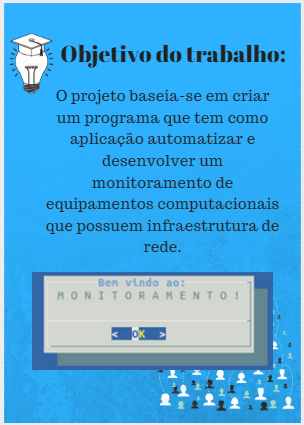 Objetivo do trabalho:
O projeto baseia-se em criar
um programa que tem como
aplicação automatizar e
desenvolver um
monitoramento de
equipamentos computacionais
que possuem infraestrutura de
rede.
Bem vindo ao:
MONITORAMENTO!
< OK >